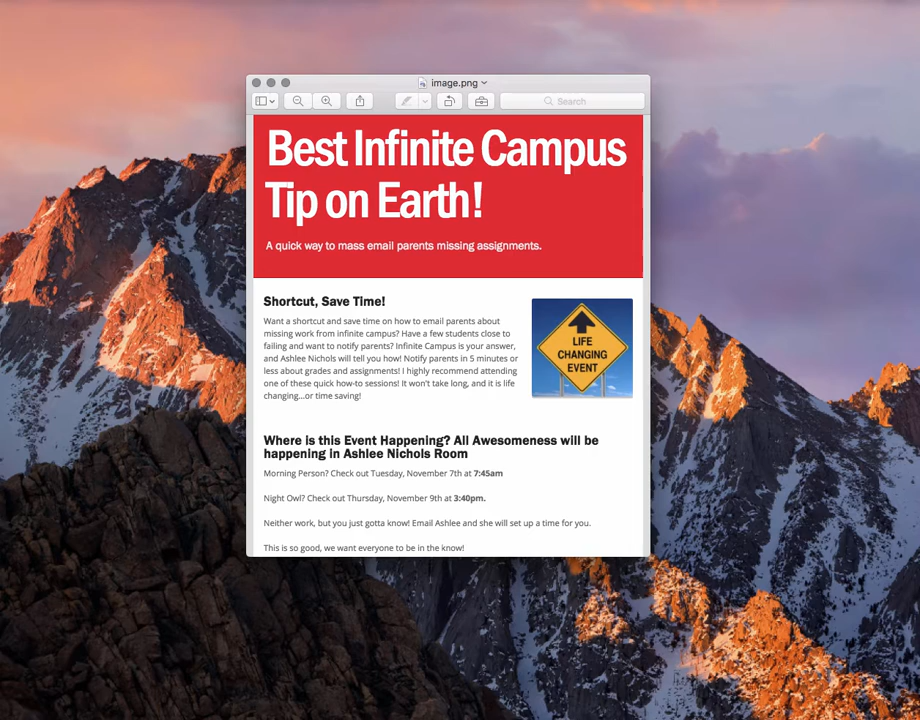 image.png
Search
Best Infinite Campus
Tip on Earth!
A quick way to mass email parents missing assignments.
Shortcut, Save Time!
Want a shortcut and save time on how to email parents about
missing work from infinite campus? Have a few students close to
failing and want to notify parents? Infinite Campus is your answer,
and Ashlee Nichols will tell you how! Notify parents in 5 minutes or
less about grades and assignments! I highly recommend attending
one of these quick how-to sessions! It won't take long, and it is life
changing...or time saving!
LIFE
CHANGING
EVENT
Where is this Event Happening? All Awesomeness will be
happening in Ashlee Nichols Room
Morning Person? Check out Tuesday, November 7th at 7:45am
Night Owl? Check out Thursday, November 9th at 3:40pm.
Neither work, but you just gotta know! Email Ashlee and she will set up a time for you.
This is so good, we want everyone to be in the know!